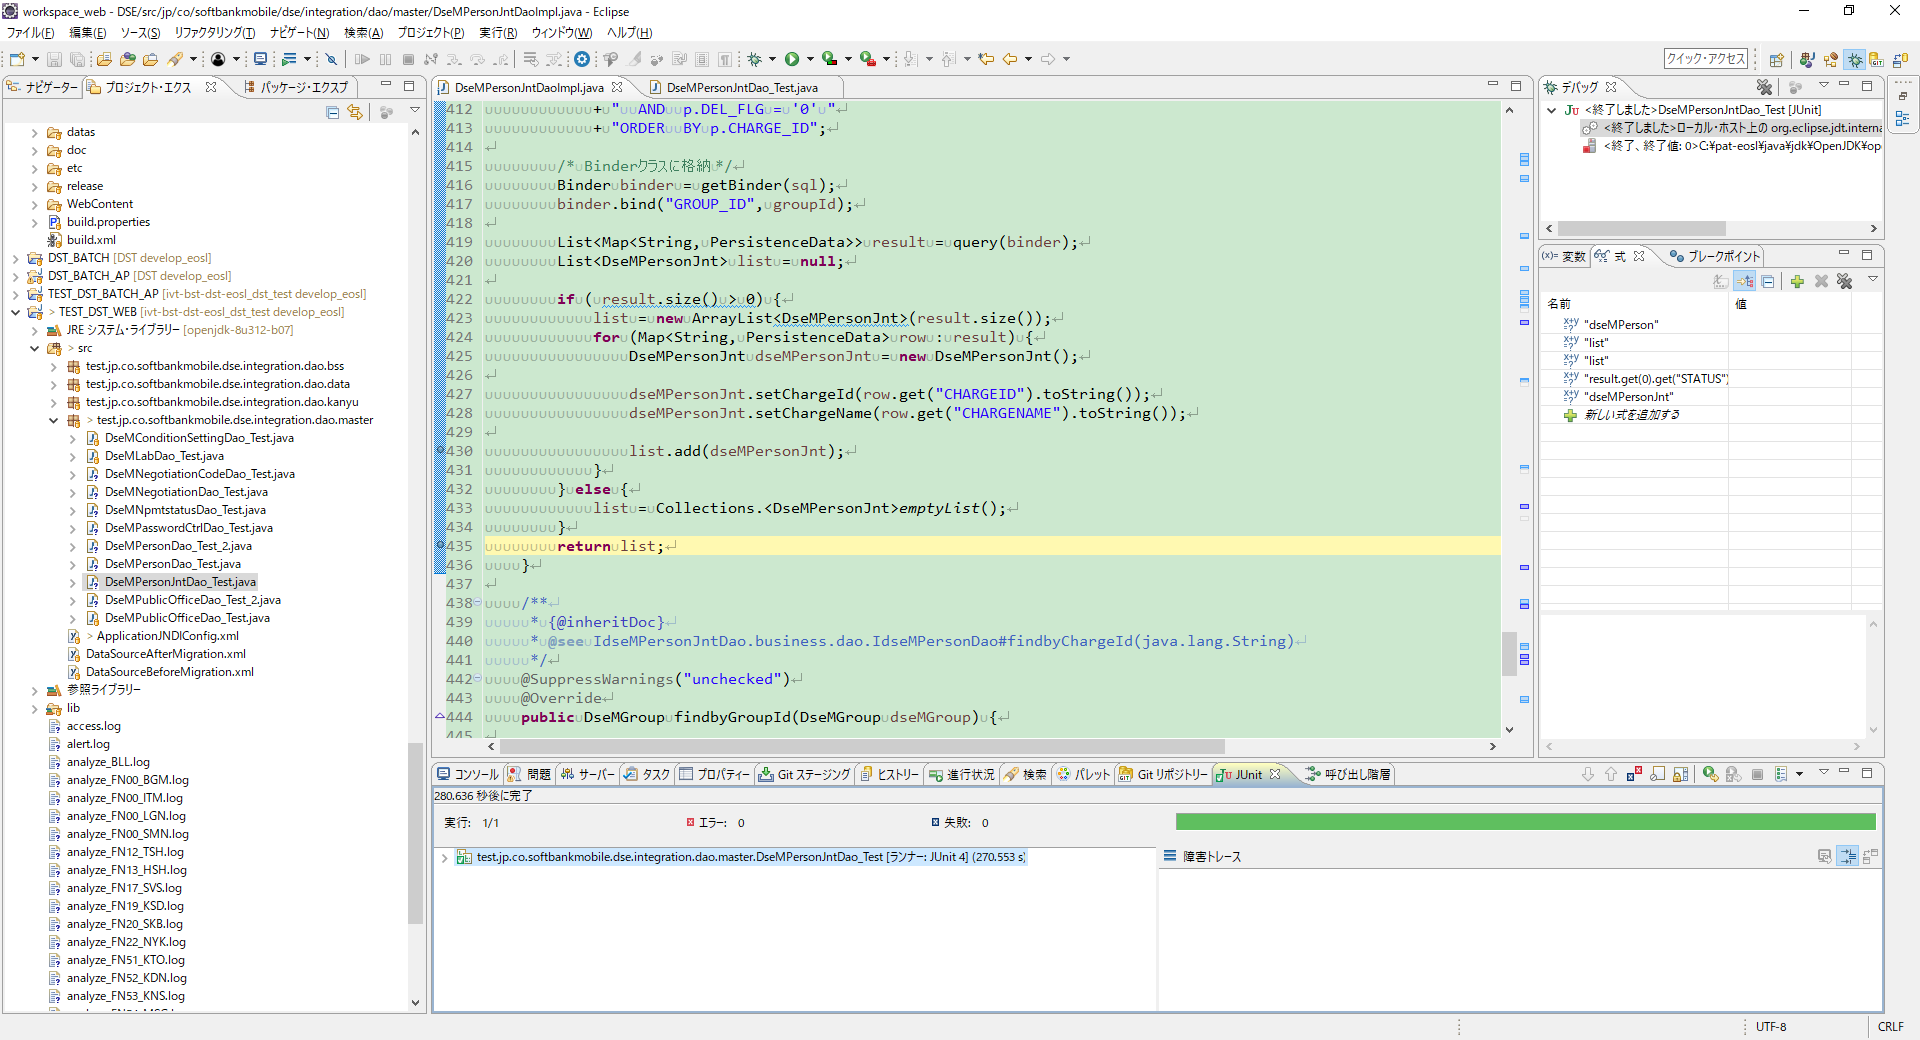 workspace_web - DSE/src/jp/co/softbankmobile/dse/integration/dao/master/DseMPersonJntDaoImpl.java - Eclipse
ファイル(F) 編集(E) ソース(S) リファクタリング(T) ナビゲート(N) 検索(A) プロジェクト(P) 実行(R) ウィンドウ(W) ヘルプ(H)
クイック・アクセス
ナビゲーター プロジェクト・エクス パッケージ・エクスプ
datas
doc
etc
release
WebContent
build.properties
build.xml
DST_BATCH [DST develop_eosl]
DST_BATCH_AP [DST develop_eosl]
TEST_DST_BATCH_AP [ivt-bst-dst-eosl_dst_test develop_eosl]
> TEST_DST_WEB [ivt-bst-dst-eosl_dst_test develop_eosl]
JRE システム・ライブラリー [openjdk-8u312-b07]
> src
test.jp.co.softbankmobile.dse.integration.dao.bss
test.jp.co.softbankmobile.dse.integration.dao.data
test.jp.co.softbankmobile.dse.integration.dao.kanyu
> test.jp.co.softbankmobile.dse.integration.dao.master
DseMConditionSettingDao_Test.java
DseMLabDao_Test.java
DseMNegotiationCodeDao_Test.java
DseMNegotiationDao_Test.java
DseMNpmtstatusDao_Test.java
DseMPasswordCtrlDao_Test.java
DseMPersonDao_Test_2.java
DseMPersonDao_Test.java
DseMPersonJntDao_Test.java
DseMPublicOfficeDao_Test_2.java
DseMPublicOfficeDao_Test.java
> ApplicationJNDIConfig.xml
DataSourceAfterMigration.xml
DataSourceBeforeMigration.xml
参照ライブラリー
lib
access.log
alert.log
analyze_BLL.log
analyze_FN00_BGM.log
analyze_FN00_ITM.log
analyze_FN00_LGN.log
analyze_FN00_SMN.log
analyze_FN12_TSH.log
analyze_FN13_HSH.log
analyze_FN17_SVS.log
analyze_FN19_KSD.log
analyze_FN20_SKB.log
analyze_FN22_NYK.log
analyze_FN51_KTO.log
analyze_FN52_KDN.log
analyze_FN53_KNS.log
DseMPersonJntDaoImpl.java DseMPersonJntDao_Test.java
412 + "  AND  p.DEL_FLG = '0' "
413 + "ORDER  BY p.CHARGE_ID";
414
415 /* Binderクラスに格納 */
416 Binder binder = getBinder(sql);
417 binder.bind("GROUP_ID", groupId);
418
419 List<Map<String, PersistenceData>> result = query(binder);
420 List<DseMPersonJnt> list = null;
421
422 if ( result.size() > 0) {
423 list = new ArrayList<DseMPersonJnt>(result.size());
424 for (Map<String, PersistenceData> row : result) {
425 DseMPersonJnt dseMPersonJnt = new DseMPersonJnt();
426
427 dseMPersonJnt.setChargeId(row.get("CHARGEID").toString());
428 dseMPersonJnt.setChargeName(row.get("CHARGENAME").toString());
429
430 list.add(dseMPersonJnt);
431 }
432 } else {
433 list = Collections.<DseMPersonJnt>emptyList();
434 }
435 return list;
436 }
437
438 /**
439 * {@inheritDoc}
440 * @see IdseMPersonJntDao.business.dao.IdseMPersonDao#findbyChargeId(java.lang.String)
441 */
442 @SuppressWarnings("unchecked")
443 @Override
444 public DseMGroup findbyGroupId(DseMGroup dseMGroup) {
445
デバッグ
<終了しました>DseMPersonJntDao_Test [JUnit]
<終了しました>ローカル・ホスト上の org.eclipse.jdt.interna
<終了、終了値: 0>C:¥pat-eosl¥java¥jdk¥OpenJDK¥op
(x)= 変数 式 ブレークポイント
名前 値
"dseMPerson"
"list"
"list"
"result.get(0).get("STATUS")
"dseMPersonJnt"
新しい式を追加する
コンソール 問題 サーバー タスク プロパティー Git ステージング ヒストリー 進行状況 検索 パレット Git リポジトリー JUnit 呼び出し階層
280.636 秒後に完了
実行: 1/1 エラー: 0 失敗: 0
test.jp.co.softbankmobile.dse.integration.dao.master.DseMPersonJntDao_Test [ランナー: JUnit 4] (270.553 s)
障害トレース
UTF-8 CRLF